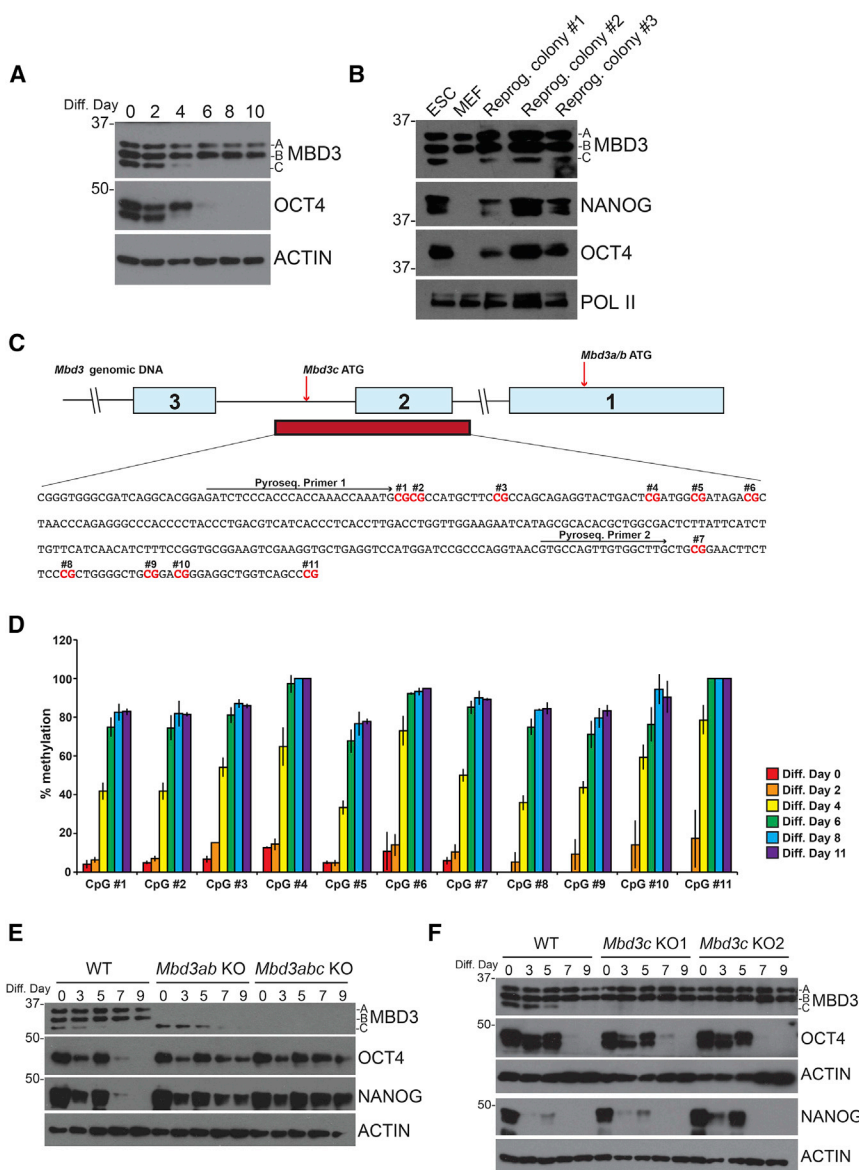 A
Diff. Day 0 2 4 6 8 10
37-
-A
-B MBD3
-C
50-
OCT4
ACTIN
B
ESC MEF Reprog. colony #1 Reprog. colony #2 Reprog. colony #3
37-
-A
-B MBD3
-C
NANOG
37-
OCT4
37-
POL II
C
Mbd3 genomic DNA
Mbd3c ATG
Mbd3a/b ATG
3 2 1
Pyroseq. Primer 1 #1 #2 #3 #4 #5 #6
CGGGTGGGCGATCAGGCACGGAGATCTCCCACCCACCAAACCAAATGCGCGCCATGCTTCCGCCAGCAGAGGTACTGACTCGATGGCGATAGACGC
TAACCCAGAGGGCCCACCCCTACCCTGACGTCATCACCCTCACCTTGACCTGGTTGGAAGAATCATAGCGCACACGCTGGCGACTCTTATTCATCT
Pyroseq. Primer 2 #7
TGTTCATCAACATCTTTCCGGTGCGGAAGTCGAAGGTGCTGAGGTCCATGGATCCGCCCAGGTAACGTGCCAGTTGTGGCTTGCTGCGGAACTTCT
#8 #9 #10 #11
TCCCGCTGGGGCTGCGGACGGGAGGCTGGTCAGCCCG
D
% methylation
120
100
80
60
40
20
0
CpG #1 CpG #2 CpG #3 CpG #4 CpG #5 CpG #6 CpG #7 CpG #8 CpG #9 CpG #10 CpG #11
Diff. Day 0
Diff. Day 2
Diff. Day 4
Diff. Day 6
Diff. Day 8
Diff. Day 11
E
WT Mbd3ab KO Mbd3abc KO
Diff. Day 0 3 5 7 9 0 3 5 7 9 0 3 5 7 9
37-
-A
-B MBD3
-C
50-
OCT4
50-
NANOG
ACTIN
F
WT Mbd3c KO1 Mbd3c KO2
Diff. Day 0 3 5 7 9 0 3 5 7 9 0 3 5 7 9
37-
-A
-B MBD3
-C
50-
OCT4
ACTIN
50-
NANOG
ACTIN